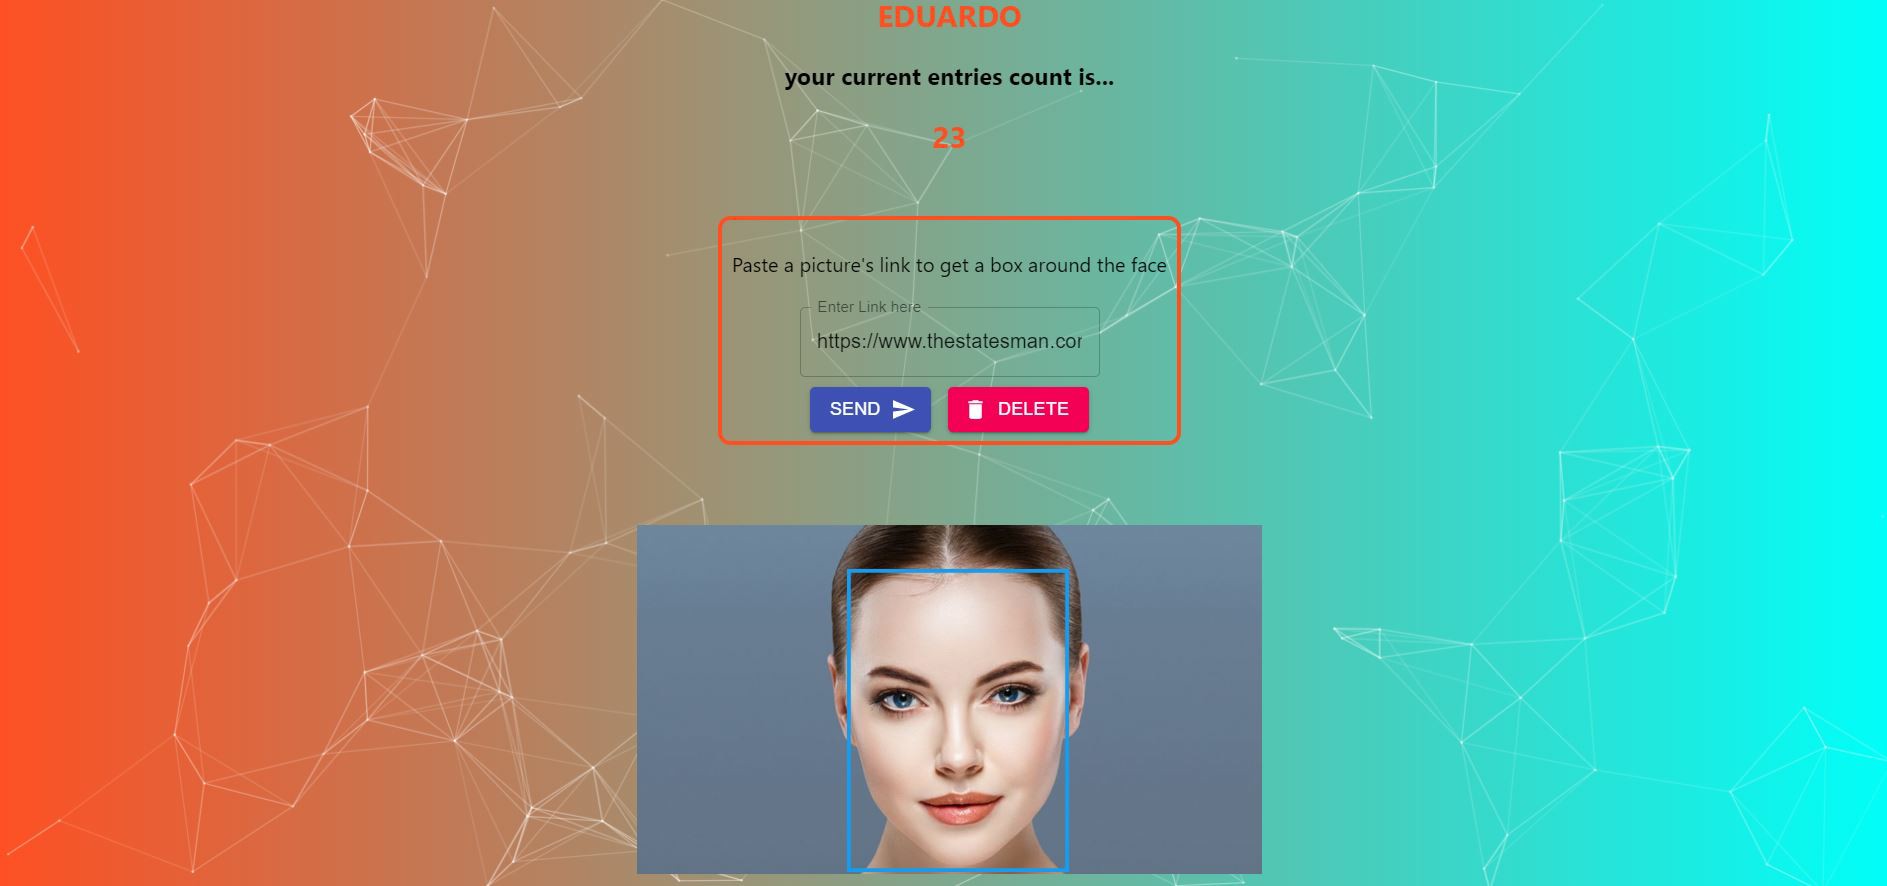 EDUARDO
your current entries count is...
23
Paste a picture's link to get a box around the face
Enter Link here
https://www.thestatesman.cor
SEND
DELETE